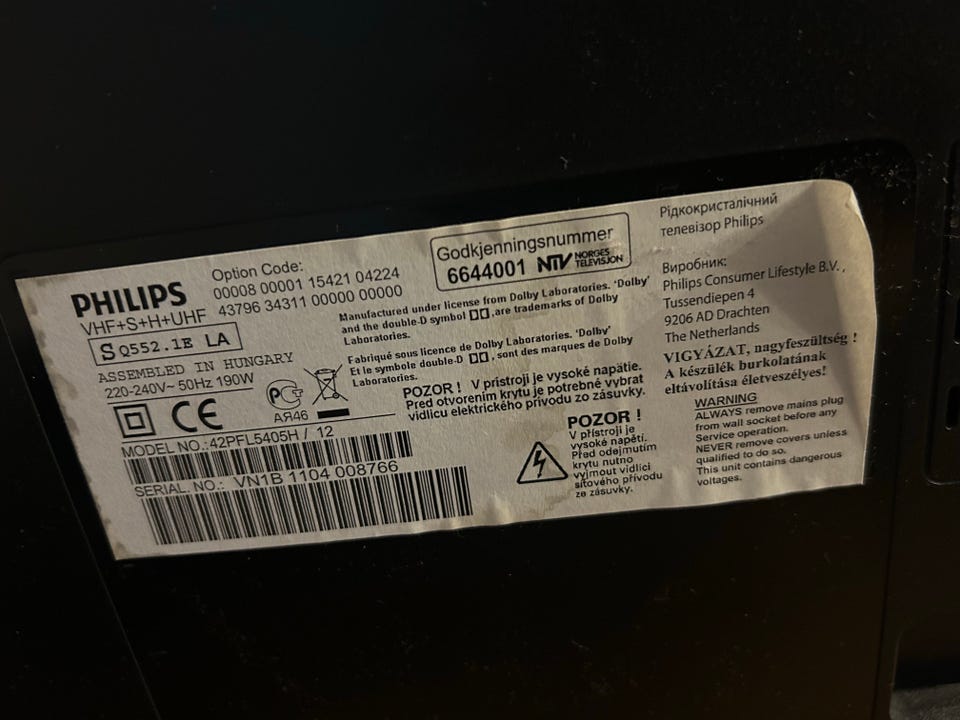 PHILIPS
VHF+S+H+UHF
S Q552.1E LA
ASSEMBLED IN HUNGARY
220-240V~ 50Hz 190W
CE
РСТ
АЯ46
MODEL NO.:42PFL5405H / 12
SERIAL. NO.: VN1B 1104 008766
Option Code:
00008 00001 15421 04224
43796 34311 00000 00000
Godkjenningsnummer
6644001 NTV NORGES
TELEVISJON
Manufactured under license from Dolby Laboratories. 'Dolby'
and the double-D symbol ,are trademarks of Dolby
Laboratories.
Fabriqué sous licence de Dolby Laboratories. 'Dolby'
Et le symbole double-D , sont des marques de Dolby
Laboratories.
POZOR ! V prístroji je vysoké napätie.
Pred otvorením krytu je potrebné vybrat
vidlicu elektrického prívodu zo zásuvky.
POZOR !
V přístroji je
vysoké napětí.
Před odejmutím
krytu nutno
vyjmout vidlici
síťového přívodu
ze zásuvky.
Рідкокристалічний
телевізор Philips
Виробник:
Philips Consumer Lifestyle B.V.,
Tussendiepen 4
9206 AD Drachten
The Netherlands
VIGYÁZAT, nagyfeszültség !
A készülék burkolatának
eltávolítása életveszélyes!
WARNING
ALWAYS remove mains plug
from wall socket before any
Service operation.
NEVER remove covers unless
qualified to do so.
This unit contains dangerous
voltages.